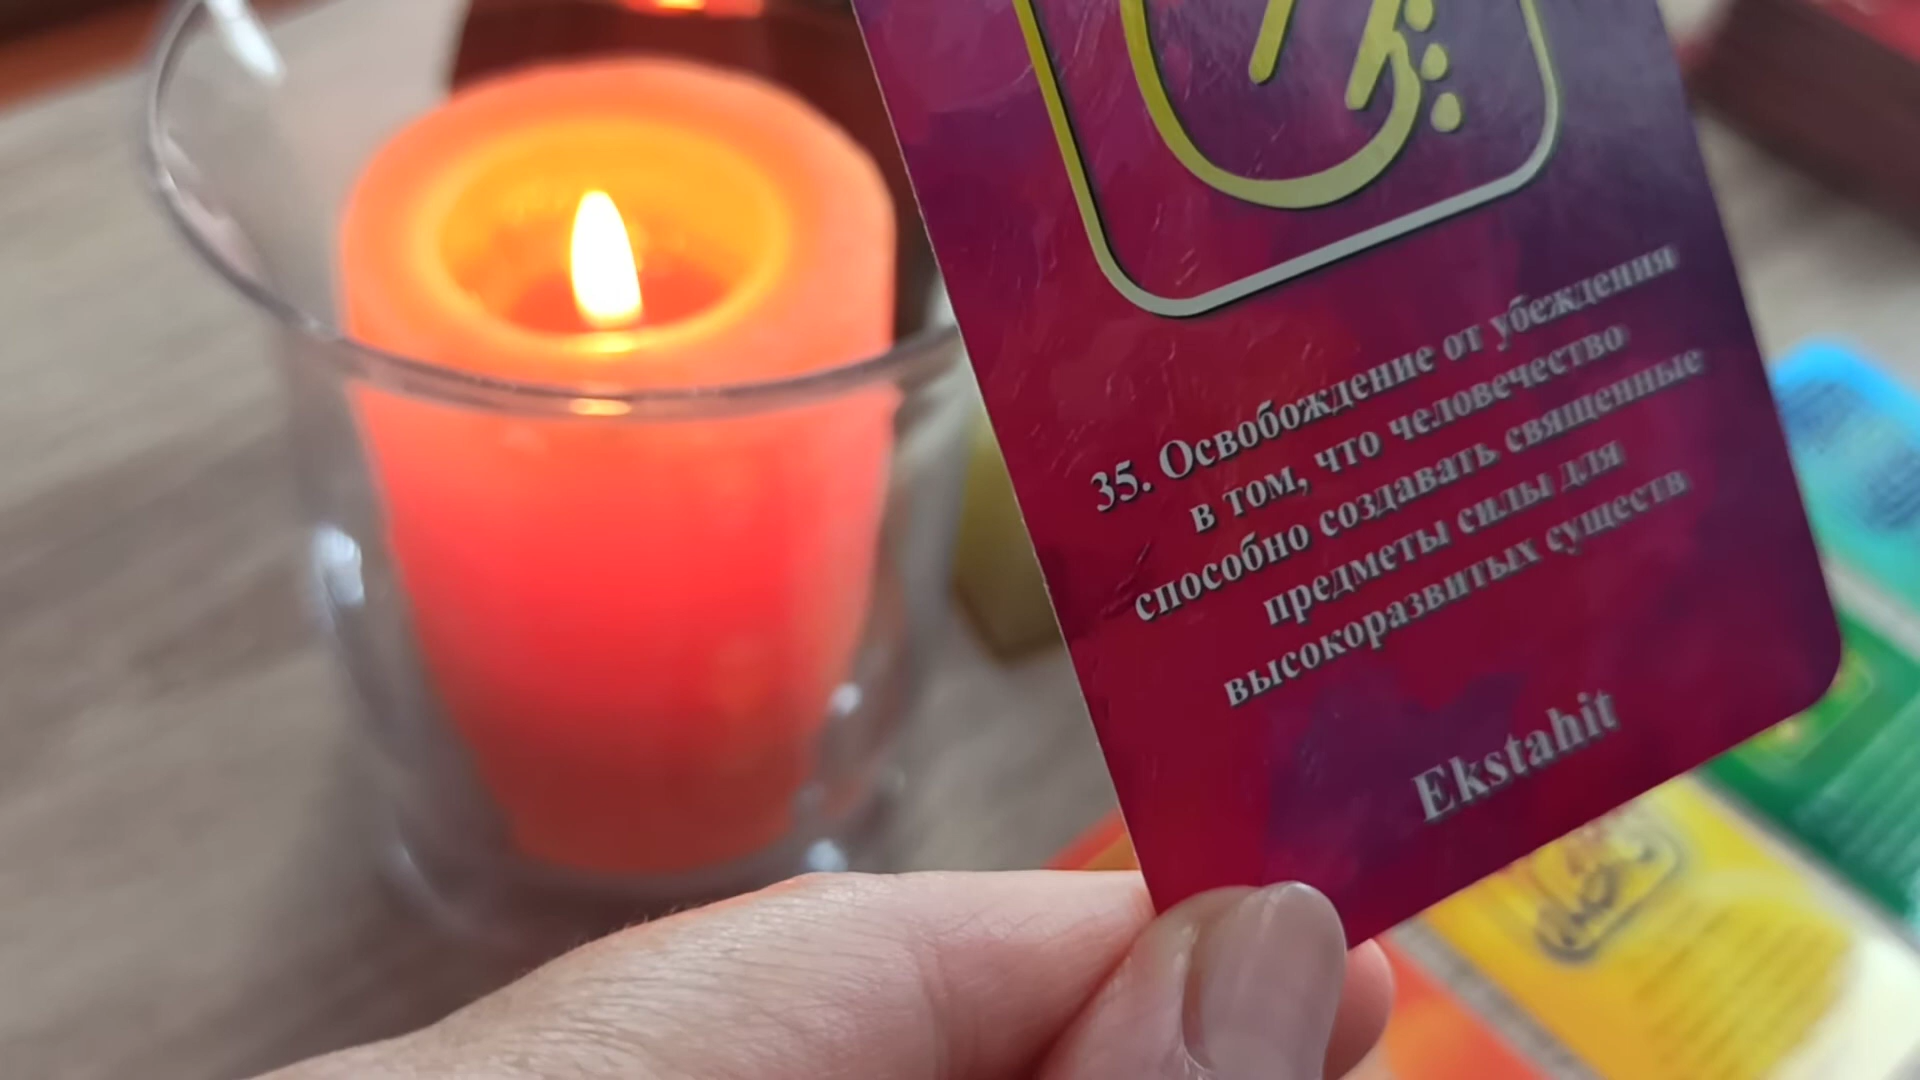 35. Освобождение от убеждения
в том, что человечество
способно создавать священные
предметы силы для
высокоразвитых существ
Ekstahit